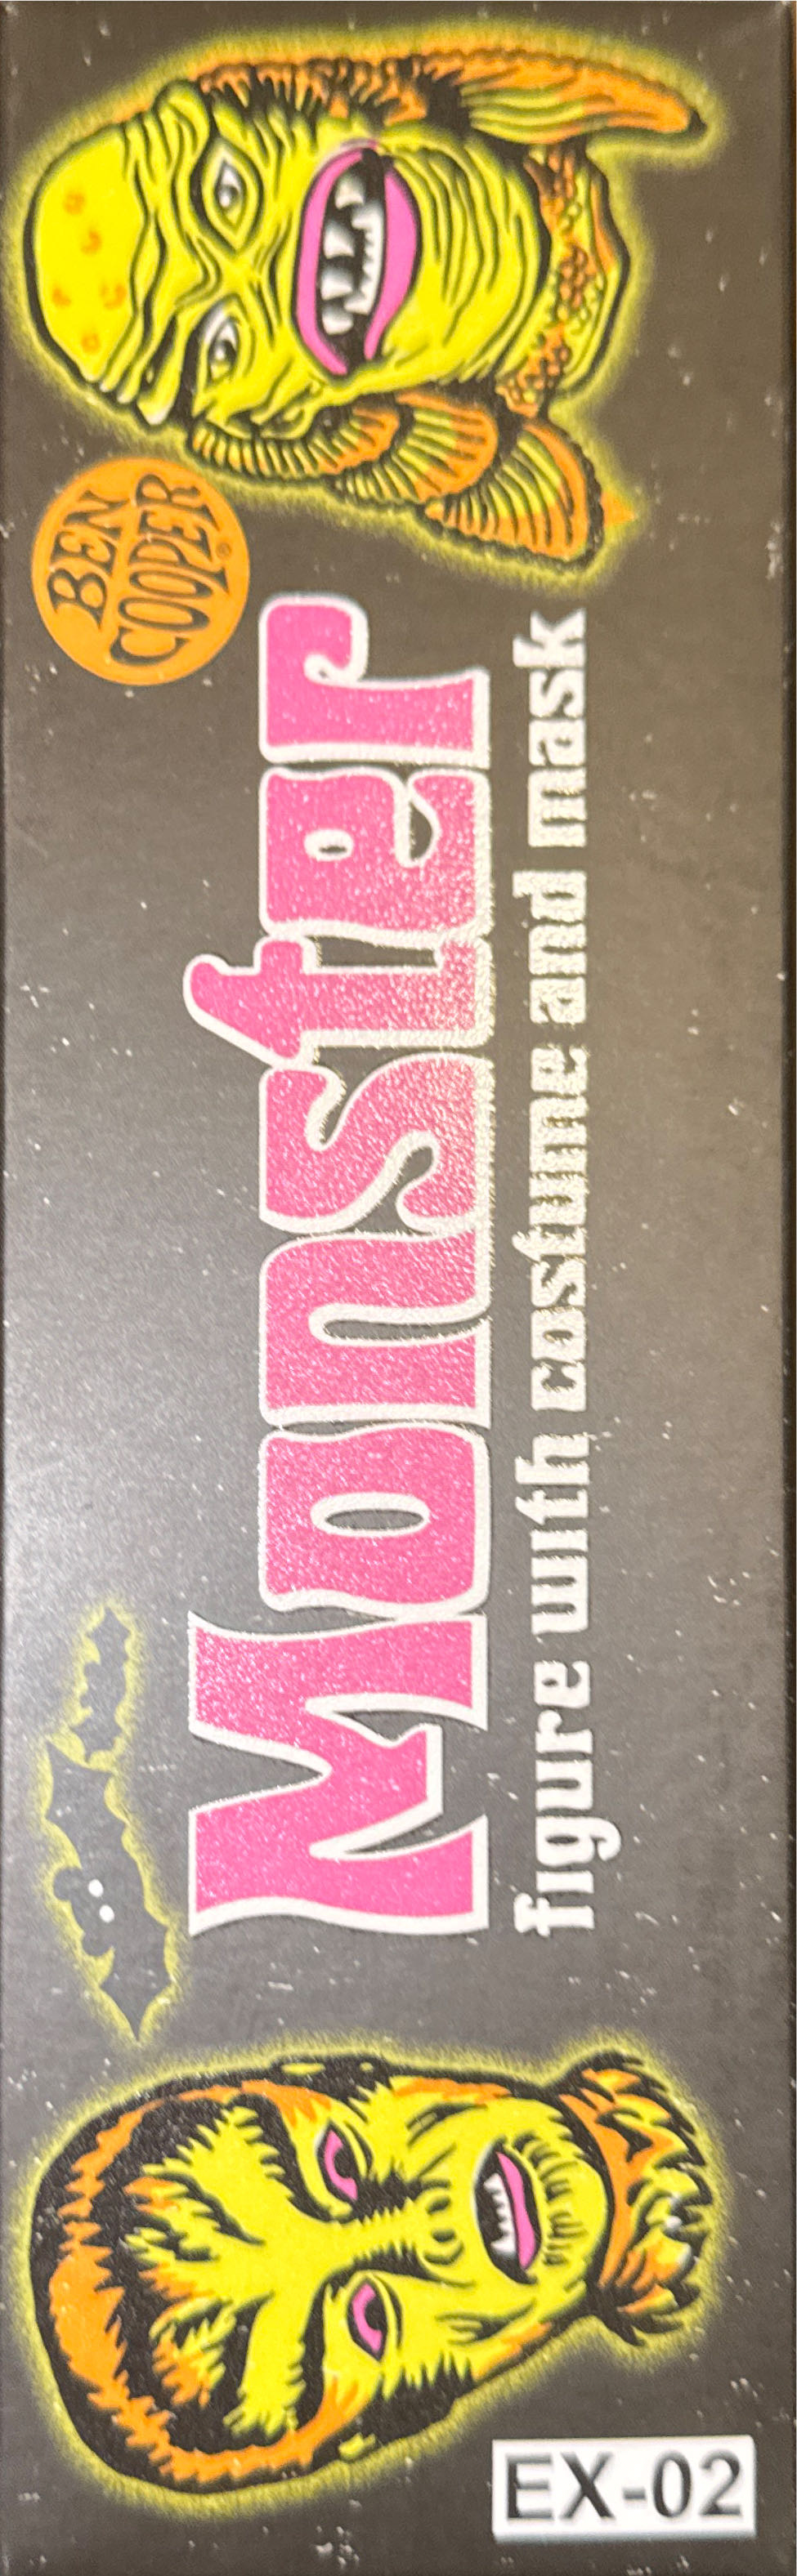 BEN
COOPER®
Monster
figure with costume and mask
EX-02